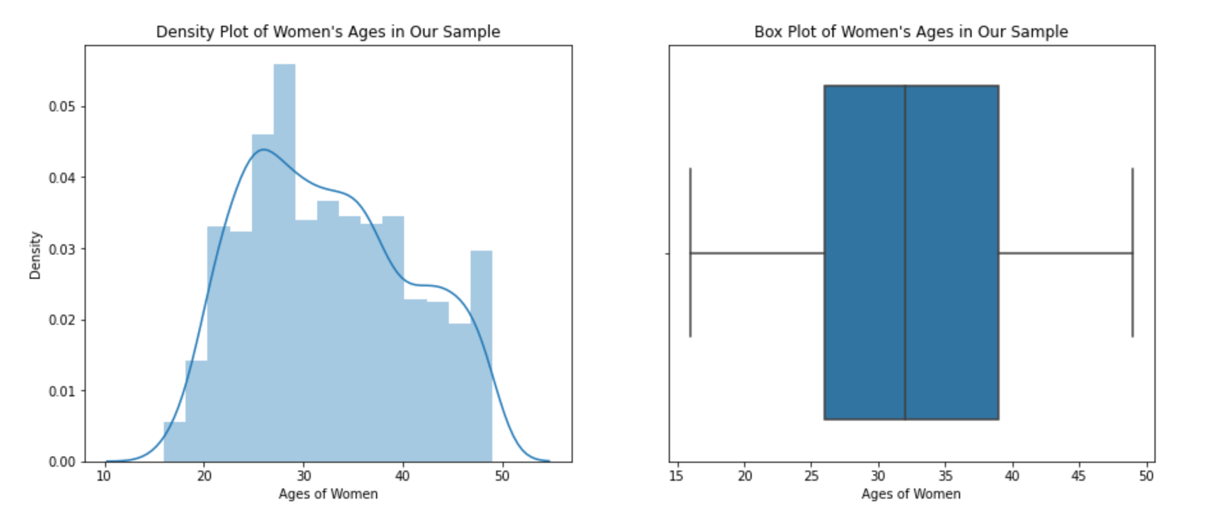 Density Plot of Women's Ages in Our Sample
0.05
0.04
0.03
0.02
0.01
0.00
Density
10 20 30 40 50
Ages of Women
Box Plot of Women's Ages in Our Sample
15 20 25 30 35 40 45 50
Ages of Women